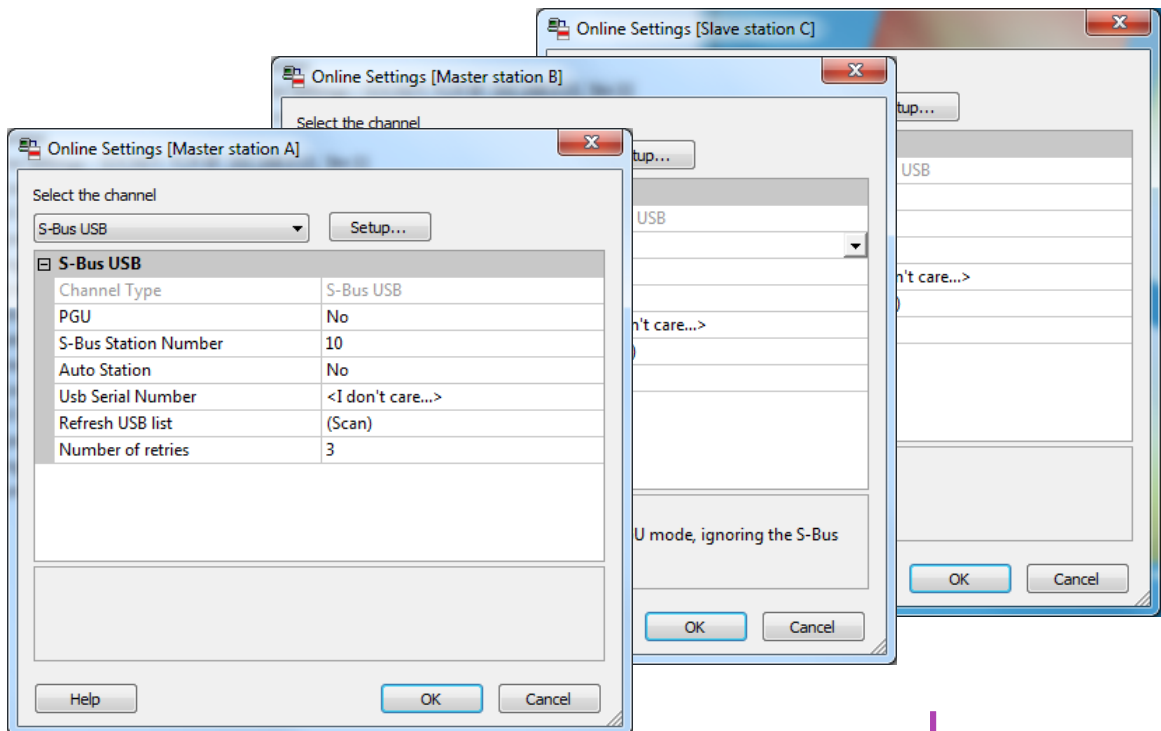 Online Settings [Slave station C]
tup...
USB
n't care...>
)
OK Cancel
Online Settings [Master station B]
Select the channel
tup...
USB
n't care...>
)
U mode, ignoring the S-Bus
OK Cancel
Online Settings [Master station A]
Select the channel
S-Bus USB Setup...
S-Bus USB
Channel Type S-Bus USB
PGU No
S-Bus Station Number 10
Auto Station No
Usb Serial Number <I don't care...>
Refresh USB list (Scan)
Number of retries 3
Help OK Cancel